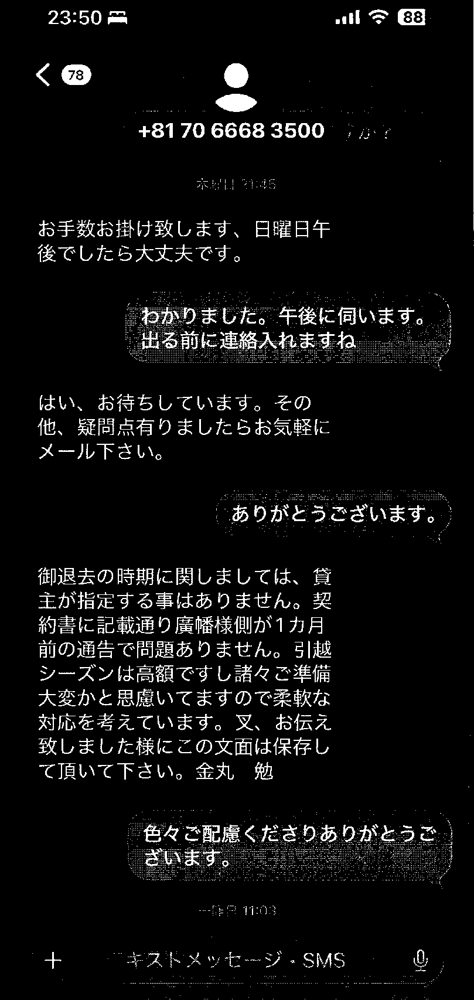 23:50
88
78
+81 70 6668 3500
木曜日 21:45
お手数お掛け致します、日曜日午
後でしたら大丈夫です。
わかりました。午後に伺います。
出る前に連絡入れますね
はい、お待ちしています。その
他、疑問点有りましたらお気軽に
メール下さい。
ありがとうございます。
御退去の時期に関しましては、貸
主が指定する事はありません。契
約書に記載通り廣幡様側が1カ月
前の通告で問題ありません。引越
シーズンは高額ですし諸々ご準備
大変かと思慮いてますので柔軟な
対応を考えています。叉、お伝え
致しました様にこの文面は保存し
て頂いて下さい。金丸　勉
色々ご配慮くださりありがとうご
ざいます。
一昨日 11:03
キストメッセージ・SMS